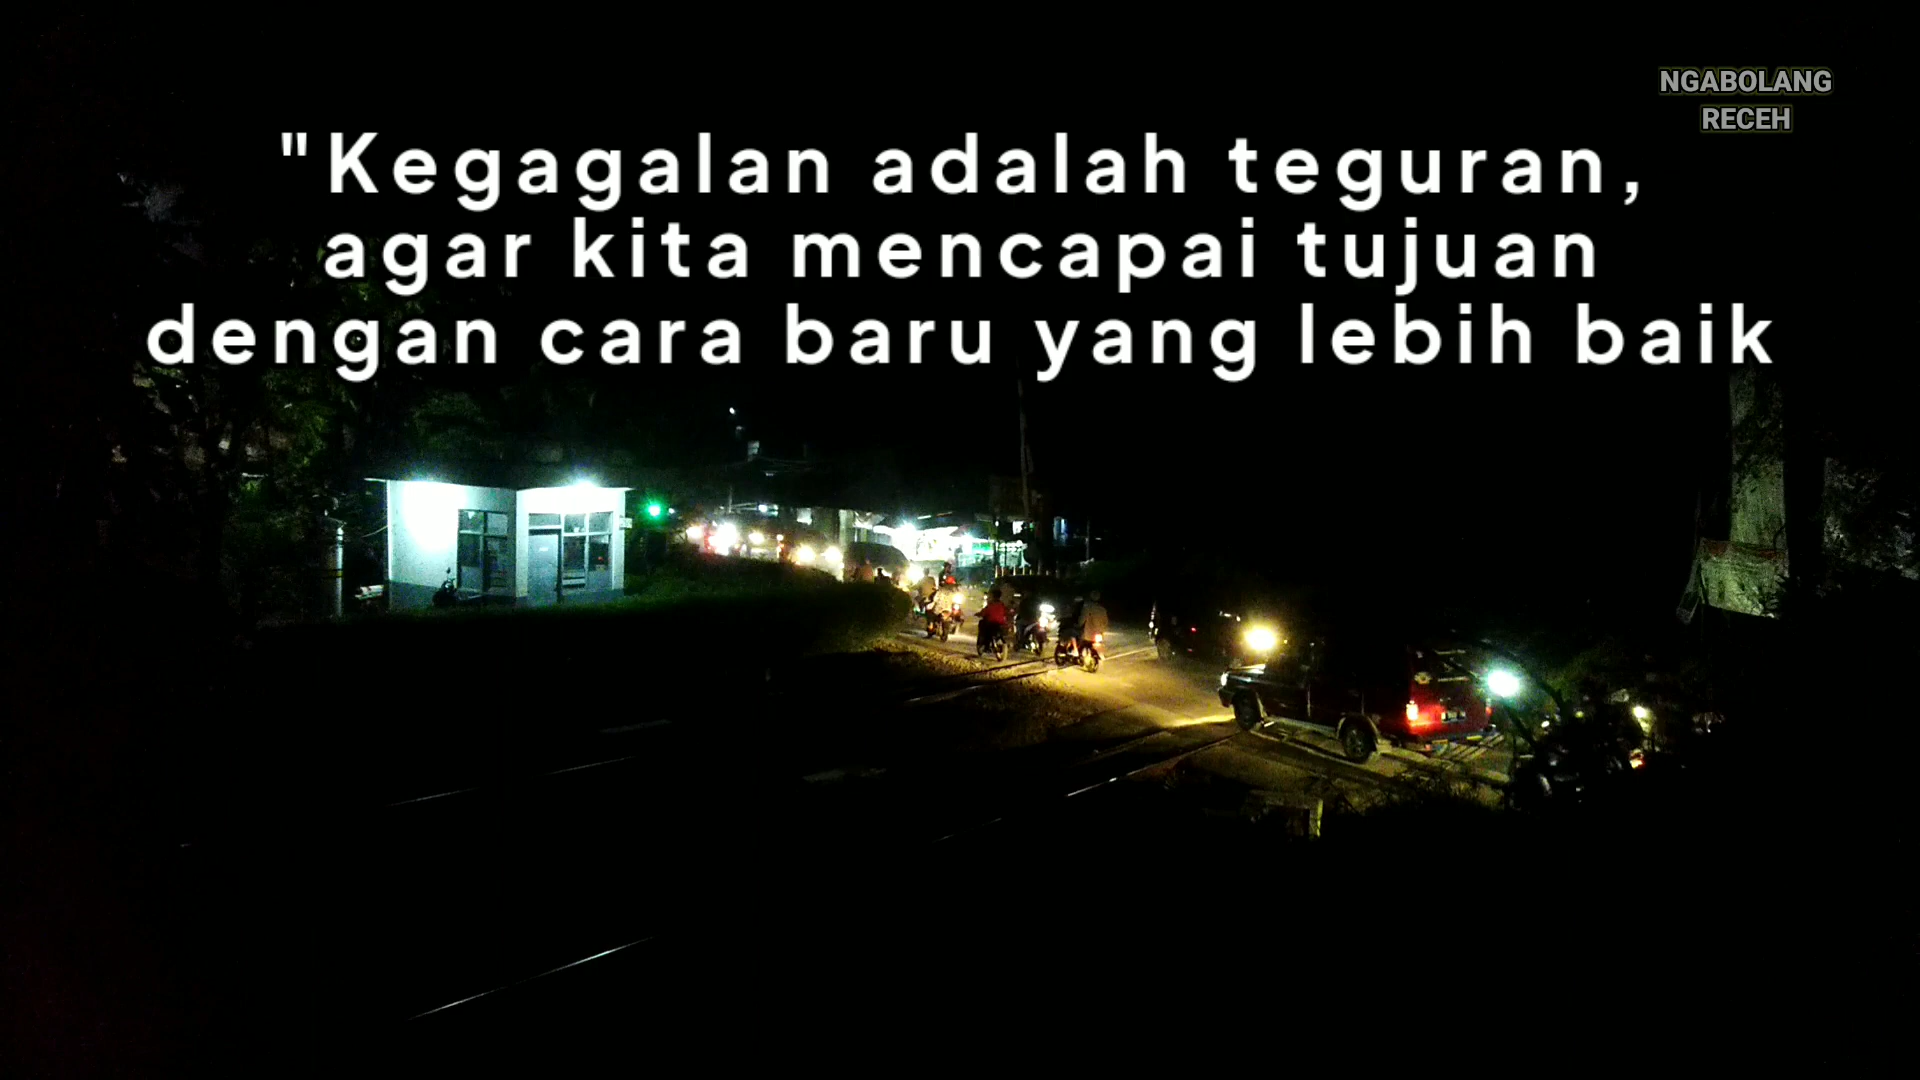 NGABOLANG
RECEH
"Kegagalan adalah teguran,
agar kita mencapai tujuan
dengan cara baru yang lebih baik